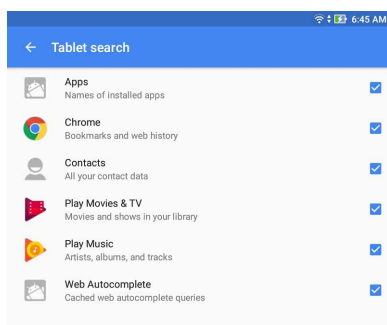 6:45 AM
Tablet search
Apps
Names of installed apps
Chrome
Bookmarks and web history
Contacts
All your contact data
Play Movies & TV
Movies and shows in your library
Play Music
Artists, albums, and tracks
Web Autocomplete
Cached web autocomplete queries